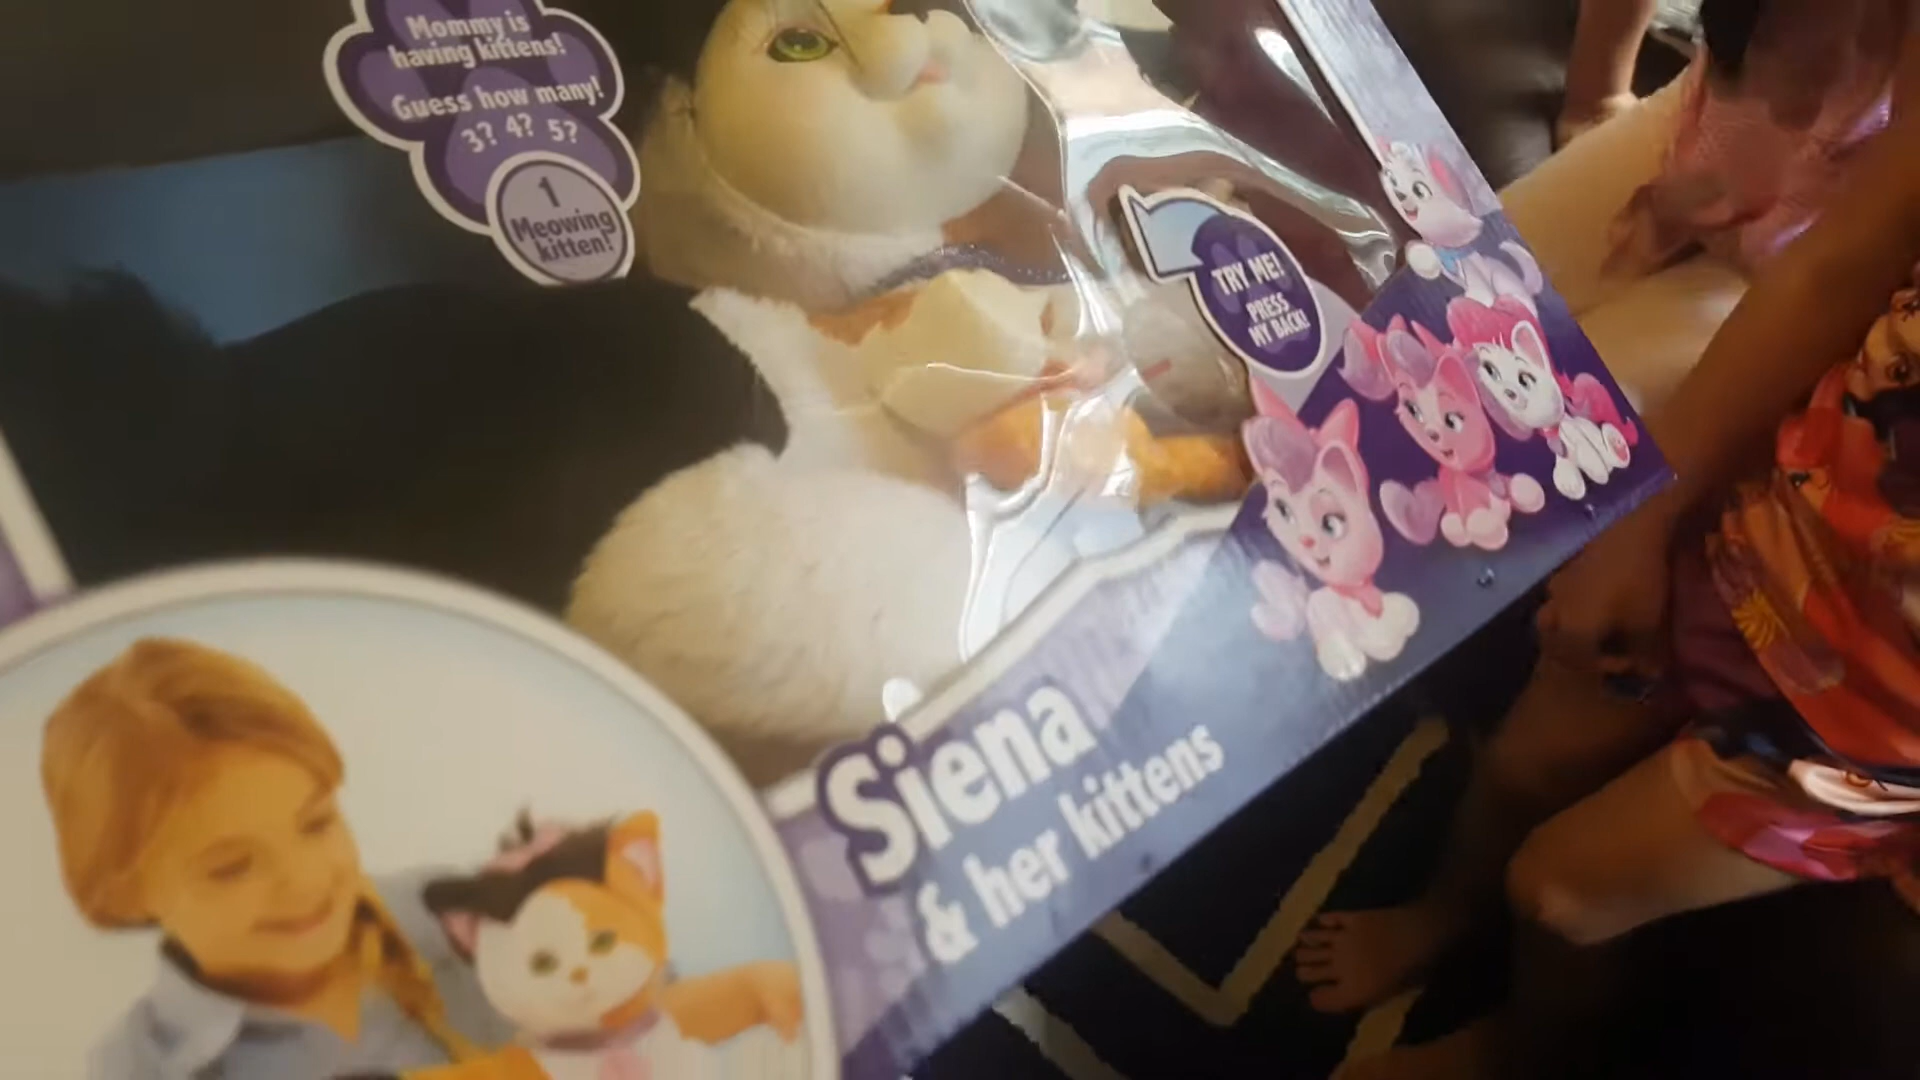 Mommy is
having kittens!
Guess how many!
3? 4? 5?
1
Meowing
kitten!
TRY ME!
PRESS
MY BACK!
Siena
& her kittens